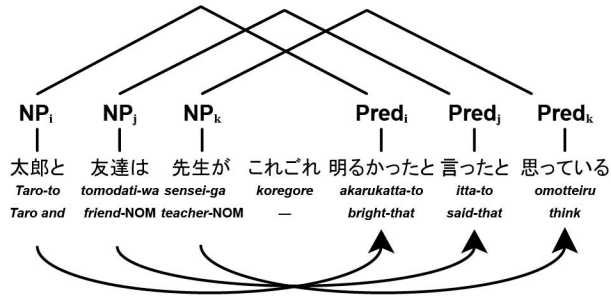 NPi NPj NPk Predi Predj Predk
太郎と 友達は 先生が これごれ 明るかったと 言ったと 思っている
Taro-to tomodati-wa sensei-ga koregore akarukatta-to itta-to omotteiru
Taro and friend-NOM teacher-NOM — bright-that said-that think